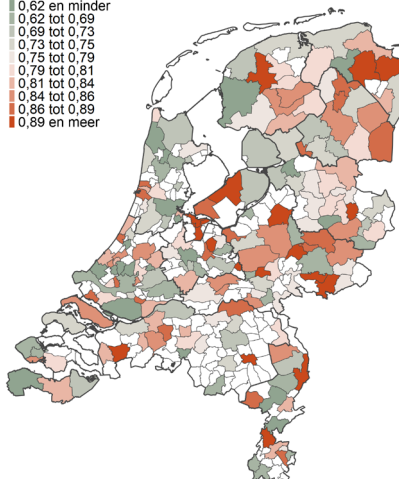 0,62 en minder
0,62 tot 0,69
0,69 tot 0,73
0,73 tot 0,75
0,75 tot 0,79
0,79 tot 0,81
0,81 tot 0,84
0,84 tot 0,86
0,86 tot 0,89
0,89 en meer